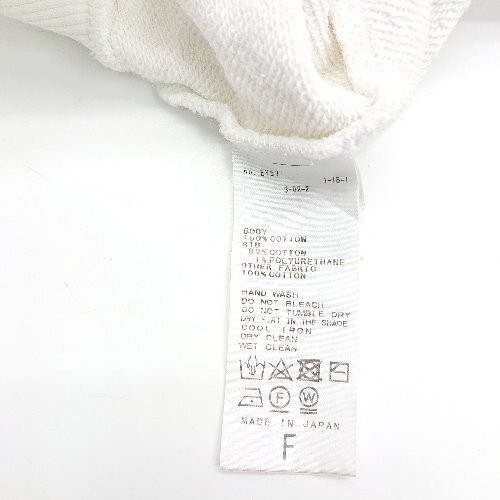 BODY
100% COTTON
RIB
99% COTTON
1% POLYURETHANE
OTHER FABRIC
100% COTTON
HAND WASH
DO NOT BLEACH
DO NOT TUMBLE DRY
DRY FLAT IN THE SHADE
COOL IRON
DRY CLEAN
WET CLEAN
F W
MADE IN JAPAN
F